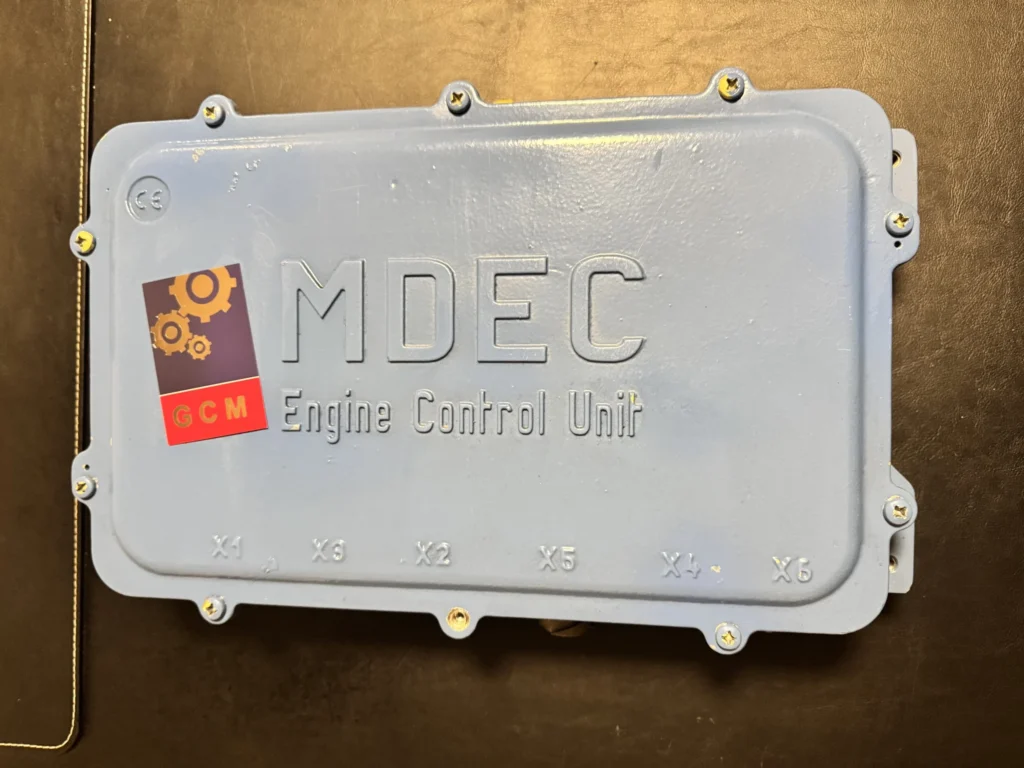 CE
MDEC
GCM
Engine Control Unit
X1 X3 X2 X5 X4 X6